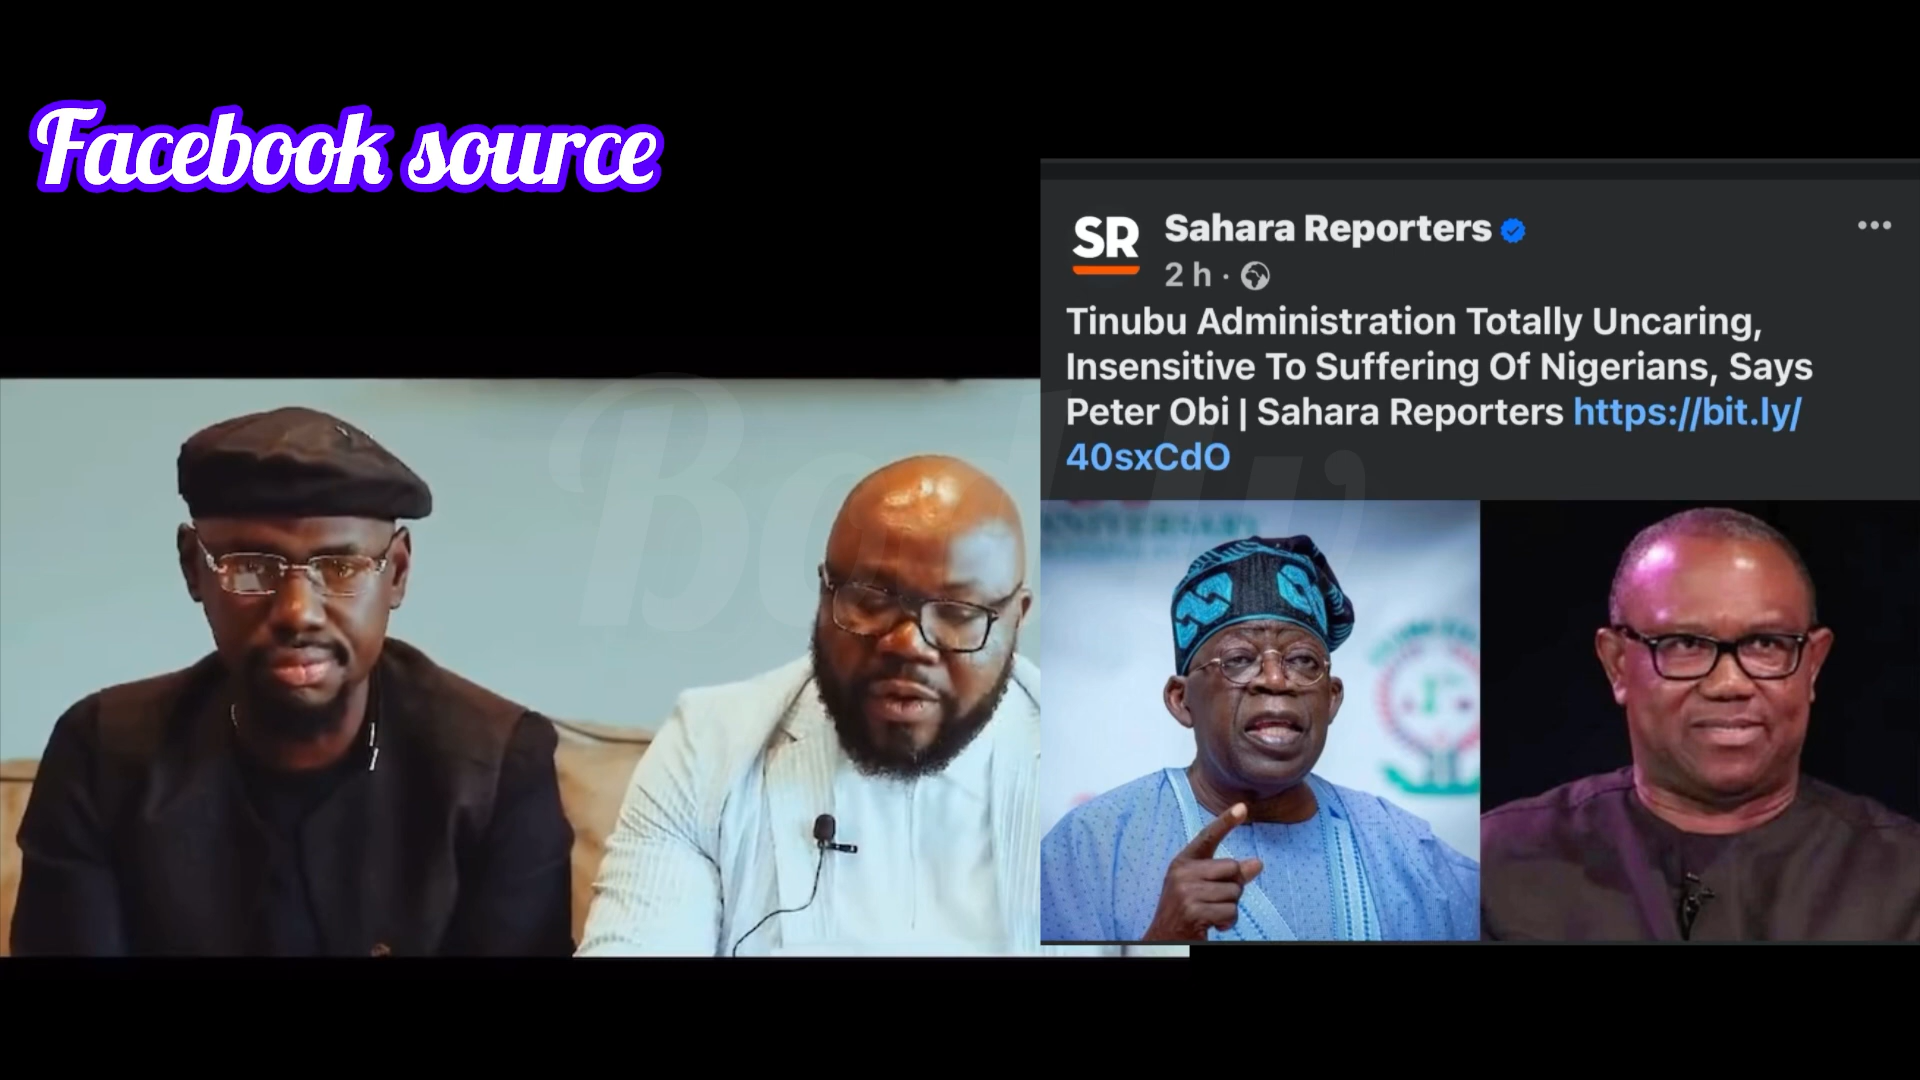 Facebook source
SR
Sahara Reporters
2 h ·
Tinubu Administration Totally Uncaring,
Insensitive To Suffering Of Nigerians, Says
Peter Obi | Sahara Reporters https://bit.ly/
40sxCdO